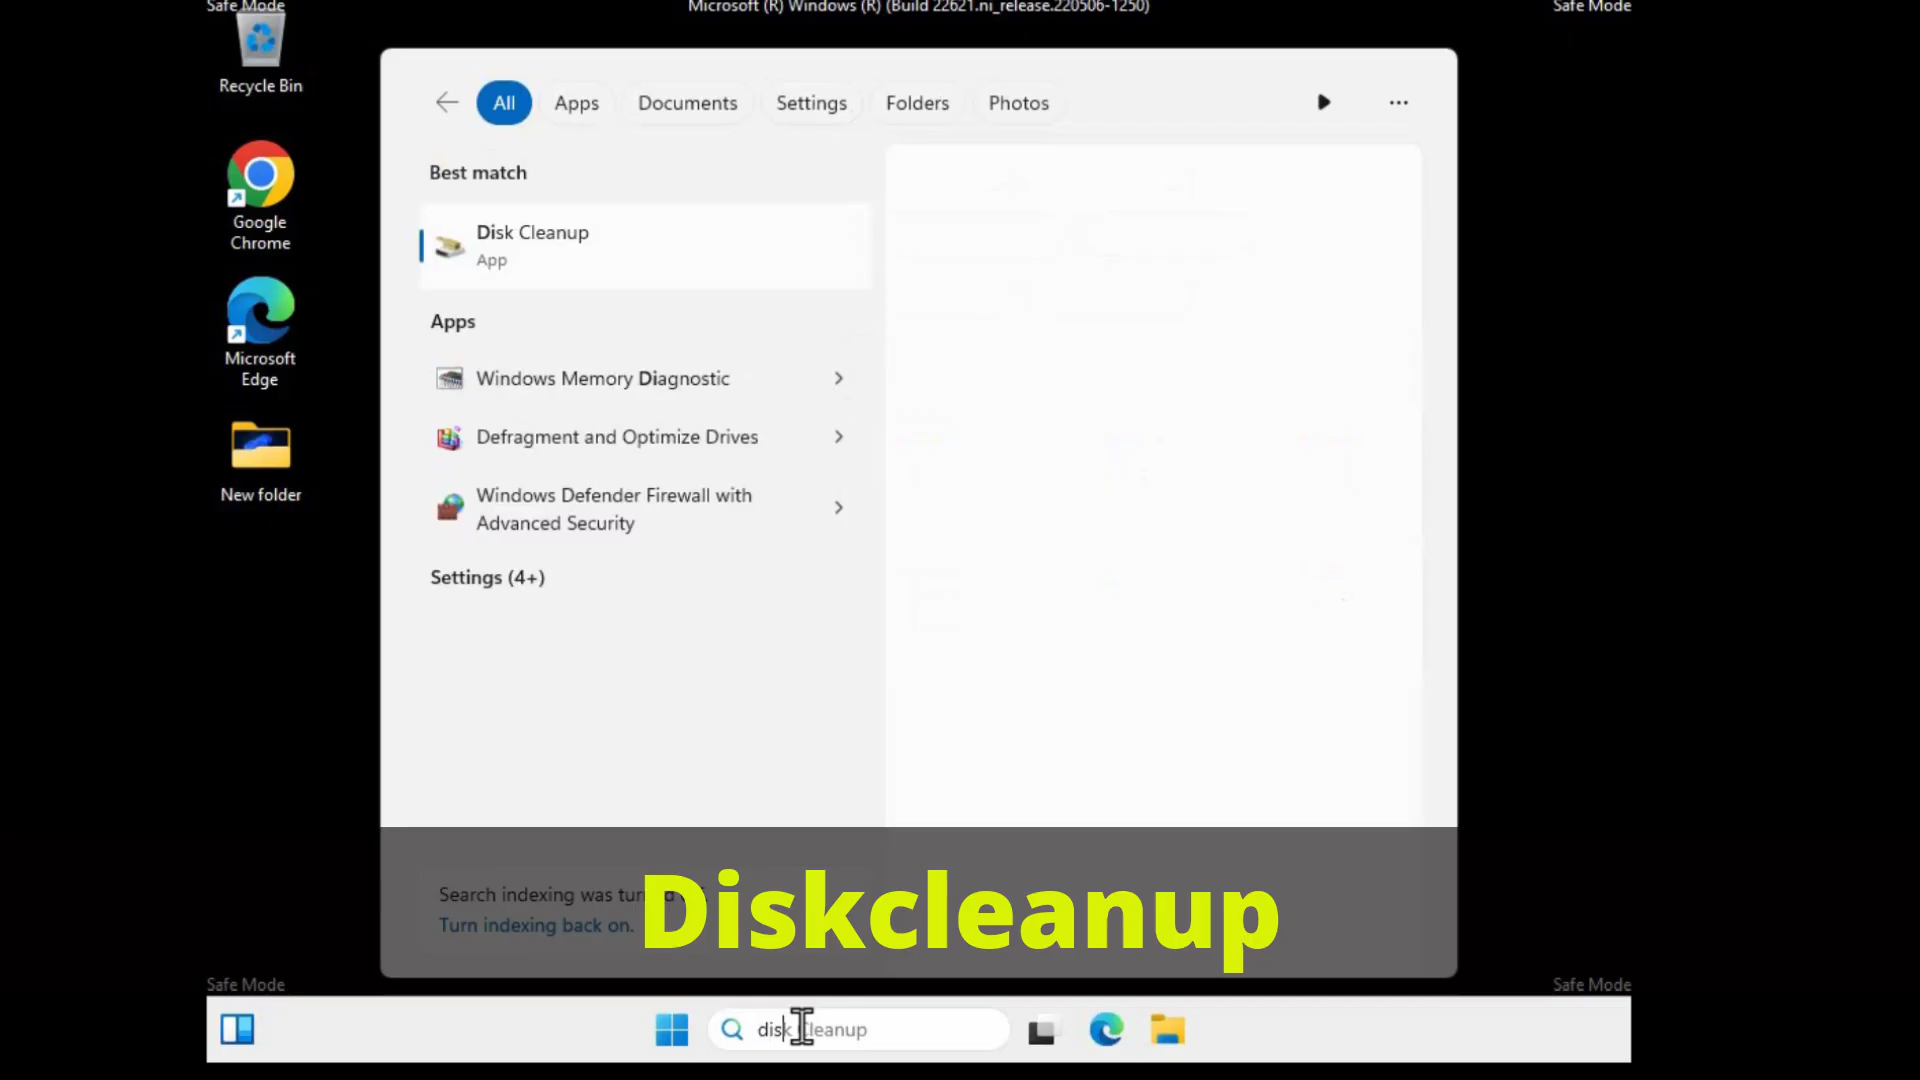 Safe Mode
Microsoft (R) Windows (R) (Build 22621.ni_release.220506-1250)
Safe Mode
Recycle Bin
Google
Chrome
Microsoft
Edge
New folder
All
Apps
Documents
Settings
Folders
Photos
Best match
Disk Cleanup
App
Apps
Windows Memory Diagnostic
Defragment and Optimize Drives
Windows Defender Firewall with
Advanced Security
Settings (4+)
Search indexing was
Turn indexing back on.
Diskcleanup
Safe Mode
Safe Mode
disk Cleanup